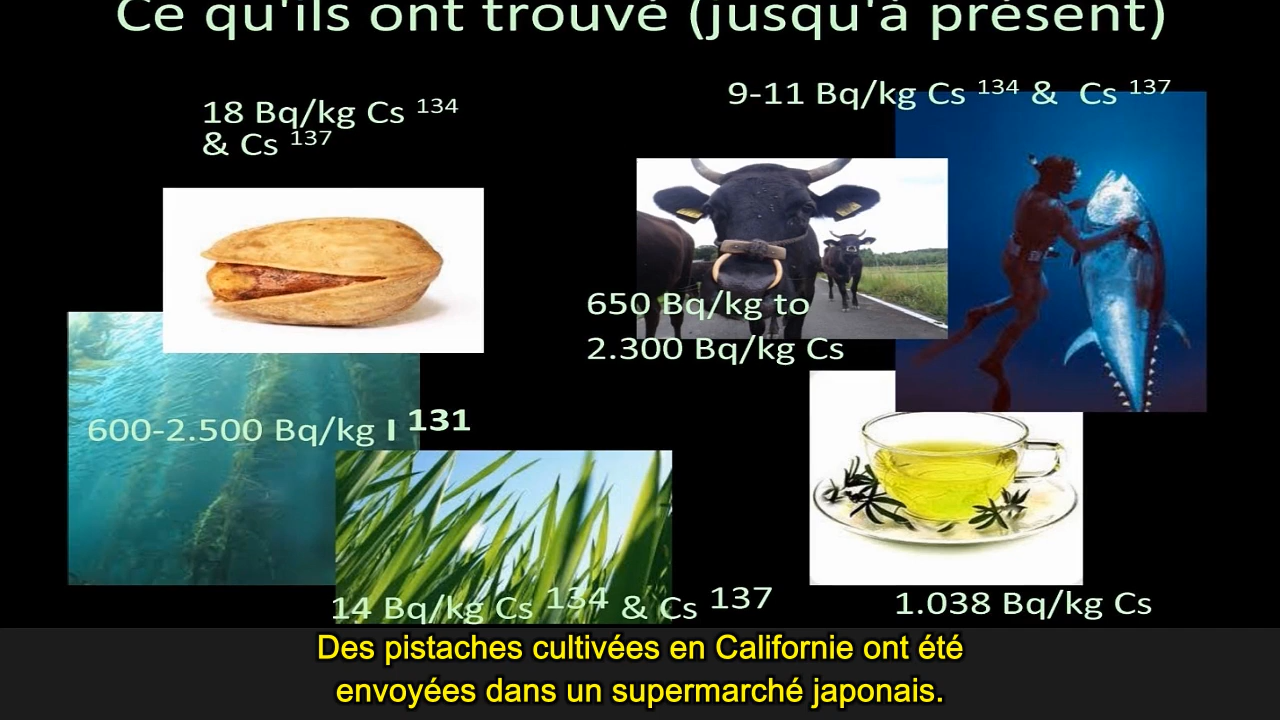 Ce qu'ils ont trouvé (jusqu'à présent)
18 Bq/kg Cs 134
& Cs 137
9-11 Bq/kg Cs 134 & Cs 137
650 Bq/kg to
2.300 Bq/kg Cs
600-2.500 Bq/kg I 131
14 Bq/kg Cs 134 & Cs 137
1.038 Bq/kg Cs
Des pistaches cultivées en Californie ont été
envoyées dans un supermarché japonais.